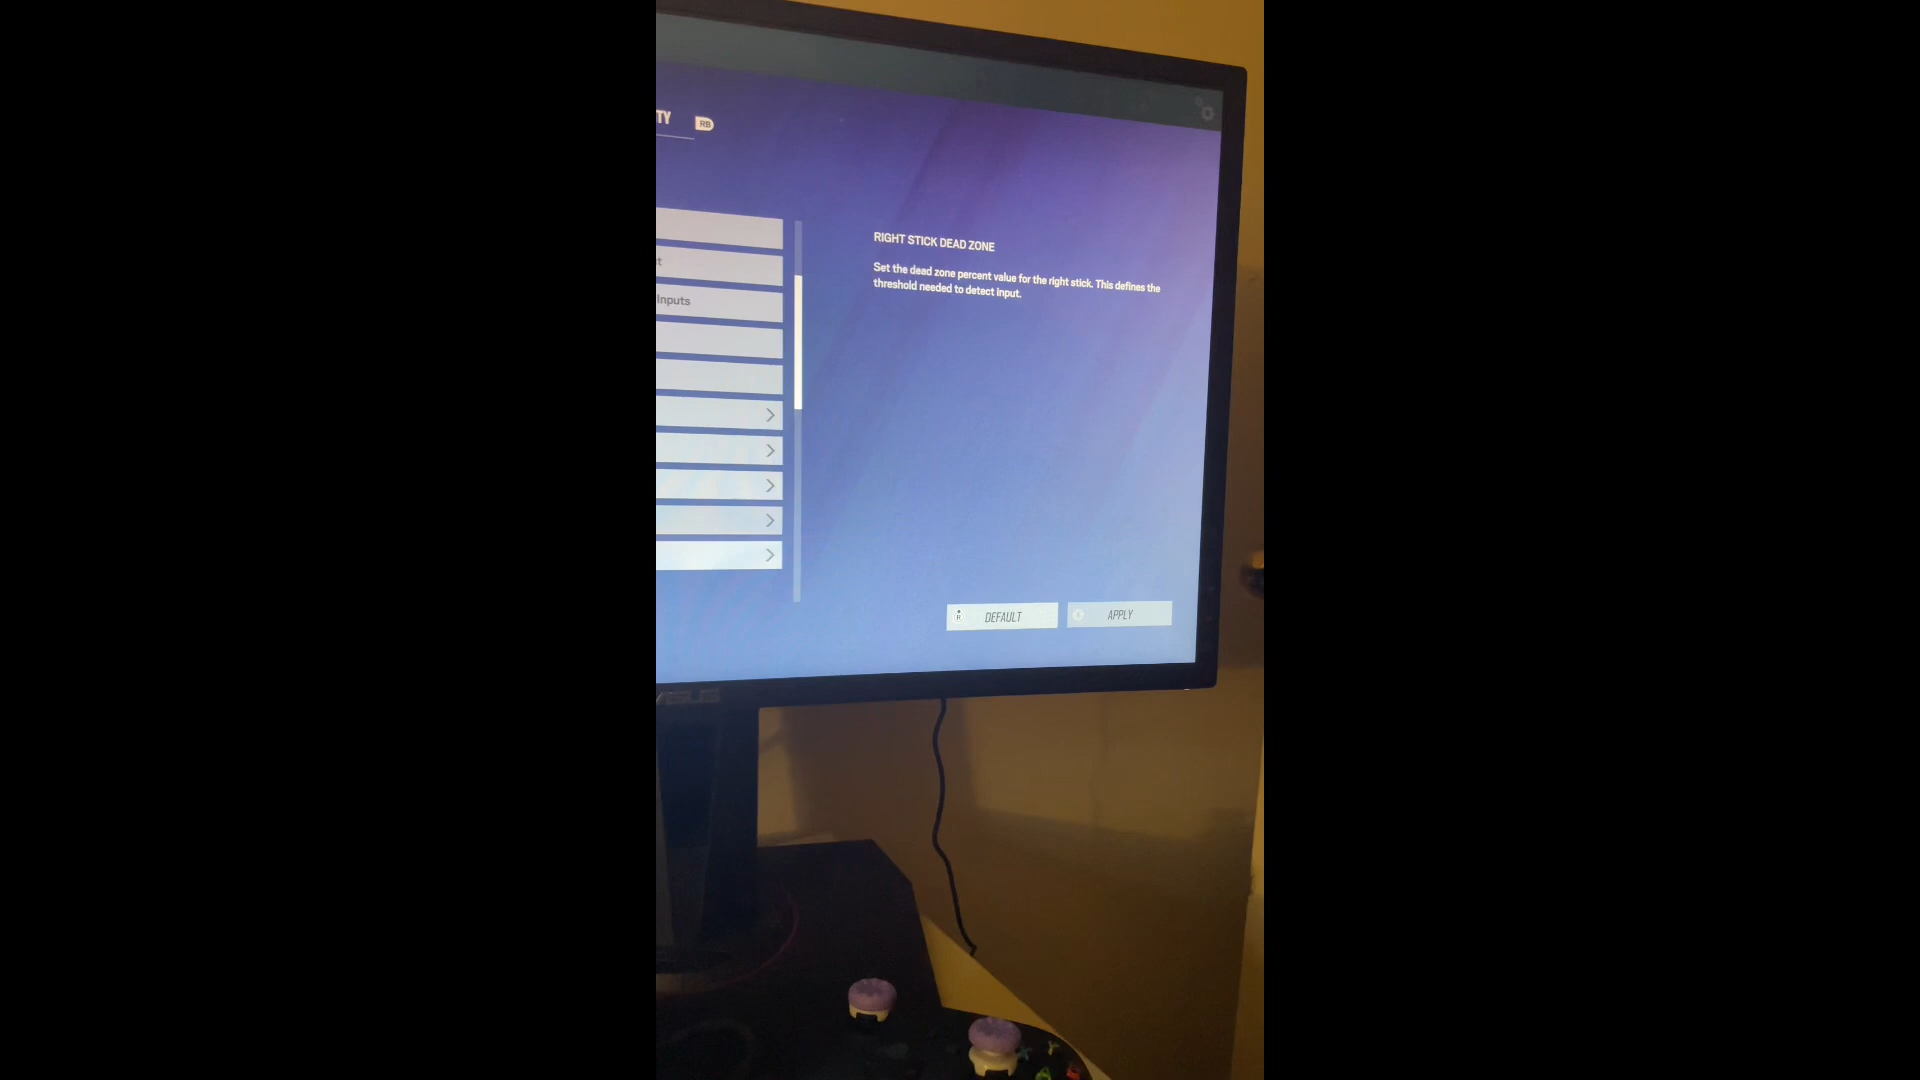 TY RB
t
Inputs
RIGHT STICK DEAD ZONE
Set the dead zone percent value for the right stick. This defines the
threshold needed to detect input.
R DEFAULT
APPLY
ASUS
X Y
A B